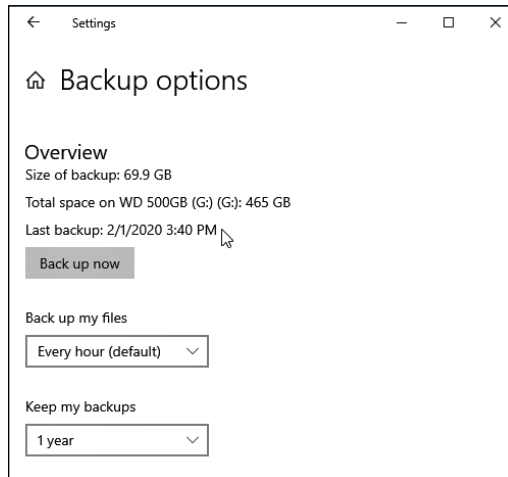 Settings
Backup options
Overview
Size of backup: 69.9 GB
Total space on WD 500GB (G:) (G:): 465 GB
Last backup: 2/1/2020 3:40 PM
Back up now
Back up my files
Every hour (default)
Keep my backups
1 year